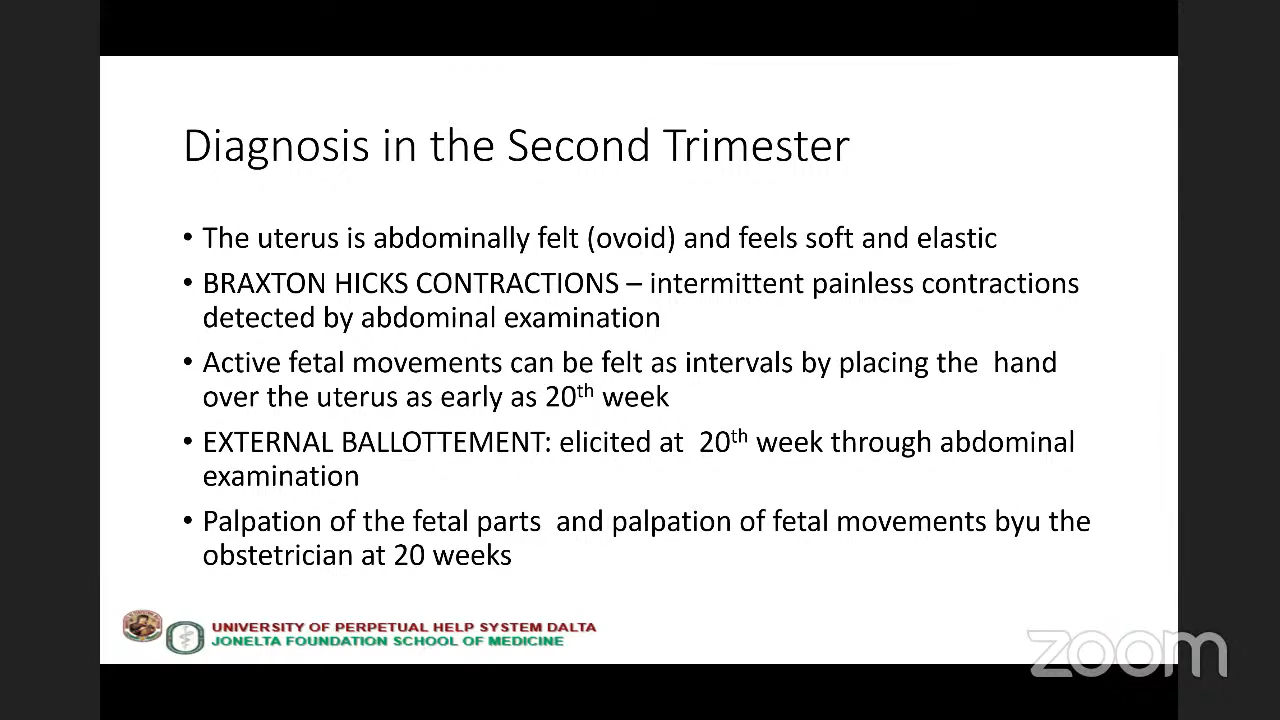 Diagnosis in the Second Trimester
• The uterus is abdominally felt (ovoid) and feels soft and elastic
• BRAXTON HICKS CONTRACTIONS – intermittent painless contractions
detected by abdominal examination
• Active fetal movements can be felt as intervals by placing the hand
over the uterus as early as 20th week
• EXTERNAL BALLOTTEMENT: elicited at 20th week through abdominal
examination
• Palpation of the fetal parts and palpation of fetal movements byu the
obstetrician at 20 weeks
UNIVERSITY OF PERPETUAL HELP SYSTEM DALTA
JONELTA FOUNDATION SCHOOL OF MEDICINE
zoom